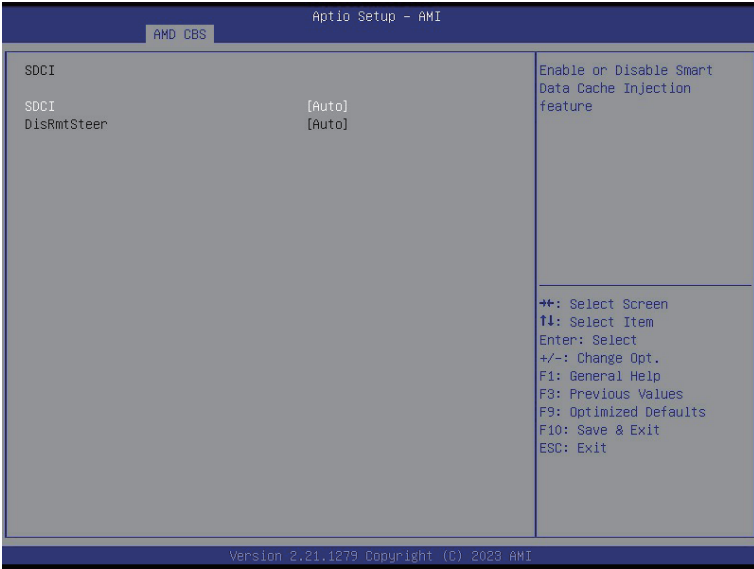 Aptio Setup – AMI
AMD CBS
SDCI
SDCI [Auto]
DisRmtSteer [Auto]
Enable or Disable Smart
Data Cache Injection
feature
→←: Select Screen
↑↓: Select Item
Enter: Select
+/-: Change Opt.
F1: General Help
F3: Previous Values
F9: Optimized Defaults
F10: Save & Exit
ESC: Exit
Version 2.21.1279 Copyright (C) 2023 AMI